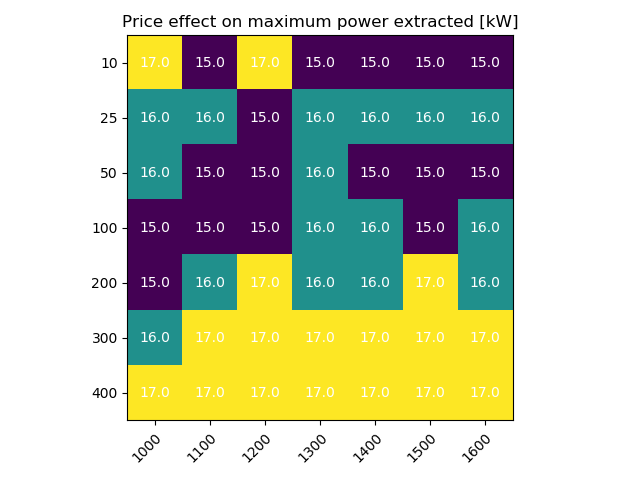 Price effect on maximum power extracted [kW]
10 17.0 15.0 17.0 15.0 15.0 15.0 15.0
25 16.0 16.0 15.0 16.0 16.0 16.0 16.0
50 16.0 15.0 15.0 16.0 15.0 15.0 15.0
100 15.0 15.0 15.0 16.0 16.0 15.0 16.0
200 15.0 16.0 17.0 16.0 16.0 17.0 16.0
300 16.0 17.0 17.0 17.0 17.0 17.0 17.0
400 17.0 17.0 17.0 17.0 17.0 17.0 17.0
1000 1100 1200 1300 1400 1500 1600